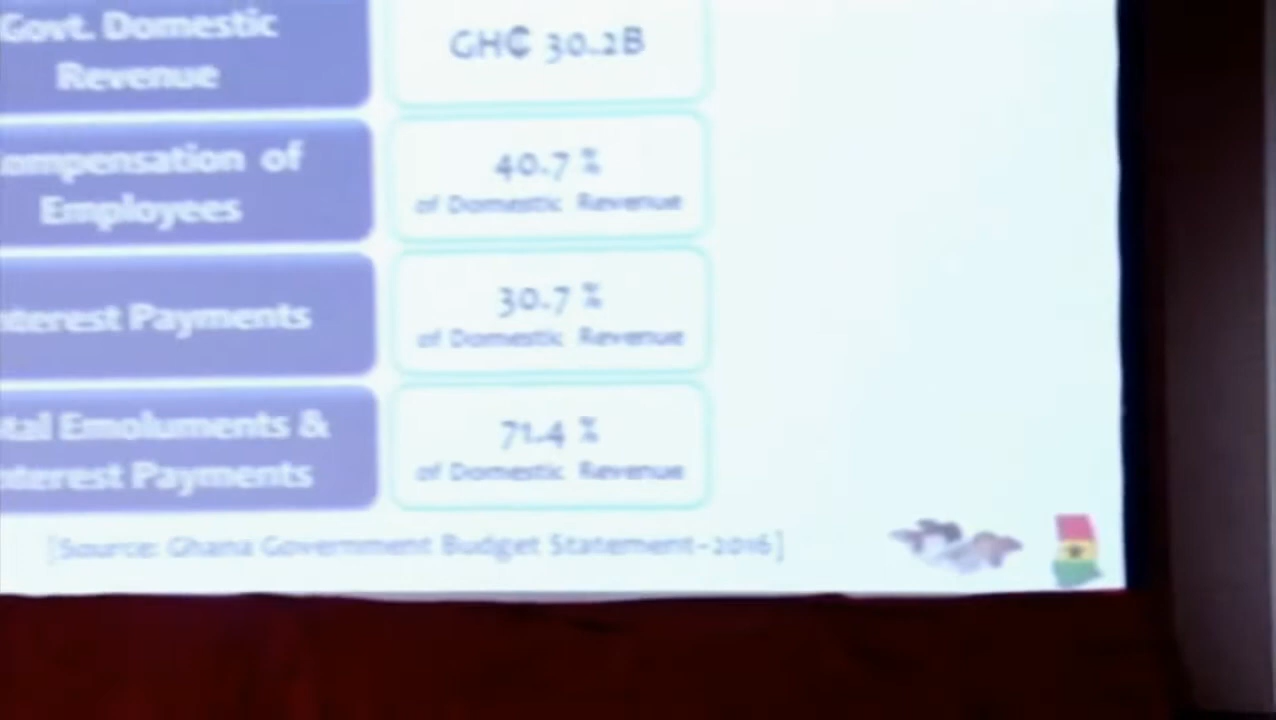 Govt. Domestic
Revenue
GH₵ 30.2B
ompensation of
Employees
40.7 %
of Domestic Revenue
nterest Payments
30.7 %
of Domestic Revenue
tal Emoluments &
nterest Payments
71.4 %
of Domestic Revenue
[Source: Ghana Government Budget Statement-2016]